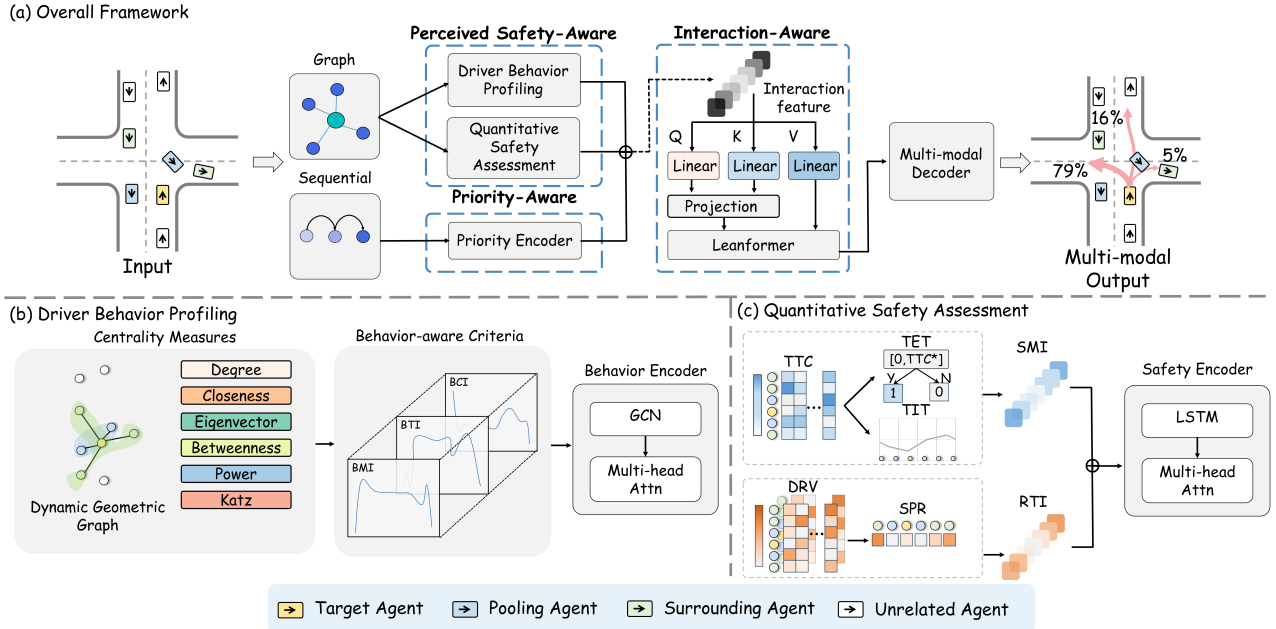 (a) Overall Framework
Input
Graph
Sequential
Perceived Safety-Aware
Driver Behavior
Profiling
Quantitative
Safety
Assessment
Priority-Aware
Priority Encoder
Interaction-Aware
Interaction
feature
Q
K
V
Linear
Linear
Linear
Projection
Leanformer
Multi-modal
Decoder
16%
5%
79%
Multi-modal
Output
(b) Driver Behavior Profiling
Centrality Measures
Degree
Closeness
Eigenvector
Betweenness
Power
Katz
Dynamic Geometric
Graph
Behavior-aware Criteria
BCI
BTI
BMI
Behavior Encoder
GCN
Multi-head
Attn
(c) Quantitative Safety Assessment
TTC
...
TET
[0,TTC*]
Y
N
1
0
TIT
SMI
DRV
...
SPR
RTI
Safety Encoder
LSTM
Multi-head
Attn
Target Agent
Pooling Agent
Surrounding Agent
Unrelated Agent